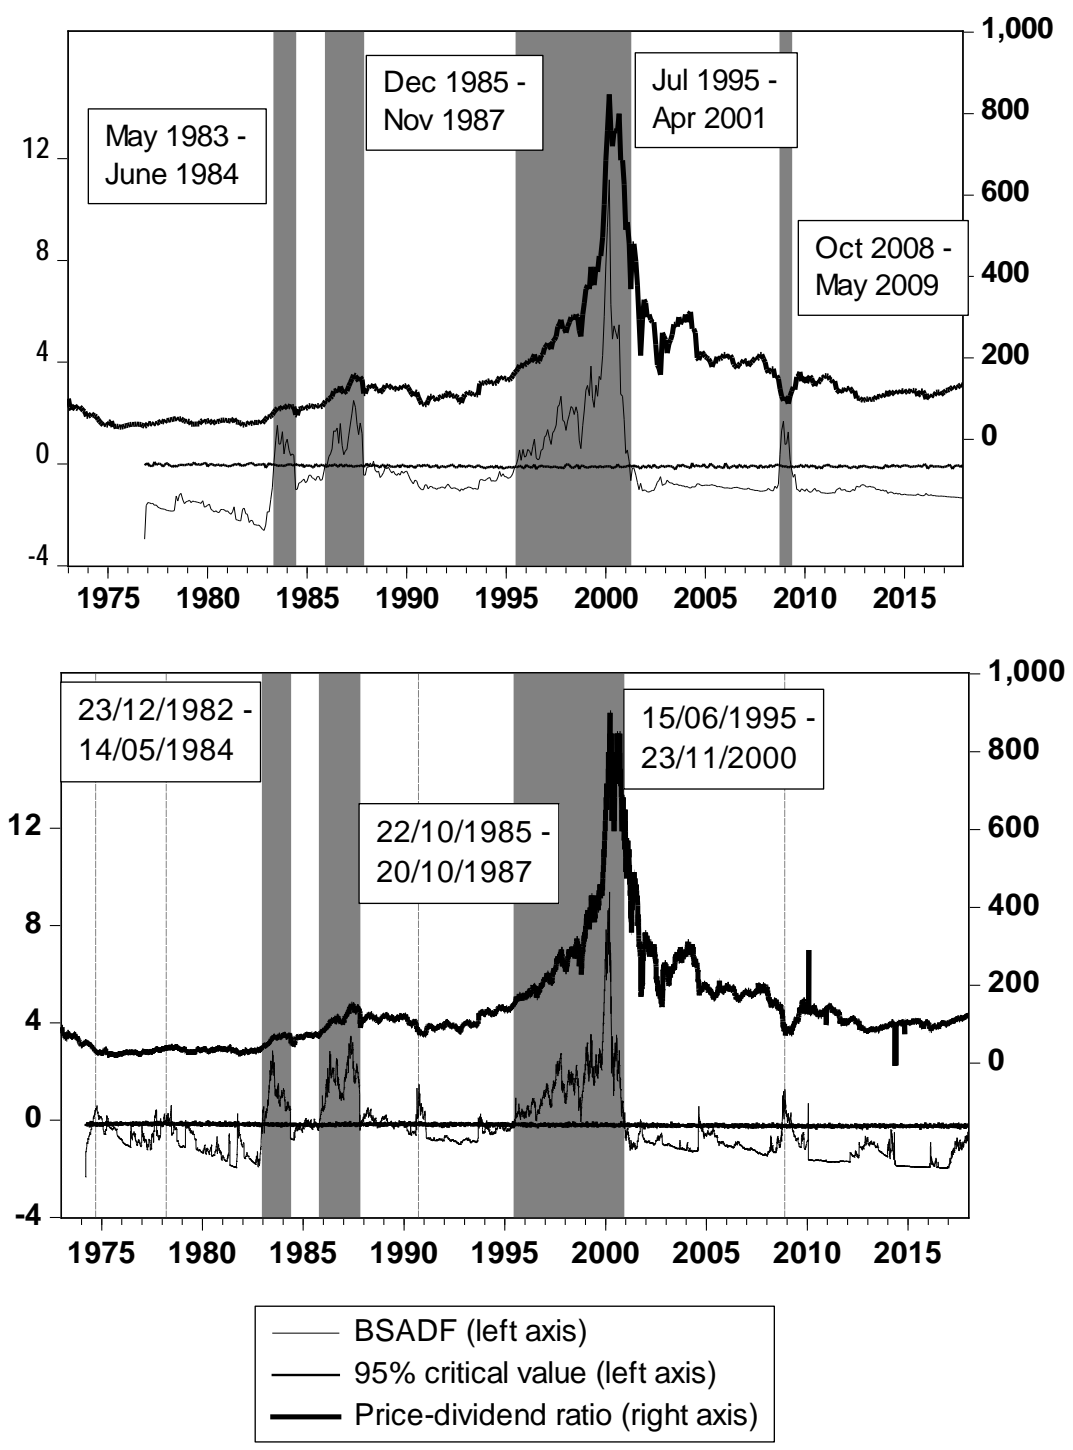 1,000
Dec 1985 -
Nov 1987
Jul 1995 -
Apr 2001
May 1983 -
June 1984
Oct 2008 -
May 2009
12
8
4
0
-4
800
600
400
200
0
1975 1980 1985 1990 1995 2000 2005 2010 2015
1,000
23/12/1982 -
14/05/1984
15/06/1995 -
23/11/2000
22/10/1985 -
20/10/1987
12
8
4
0
-4
800
600
400
200
0
1975 1980 1985 1990 1995 2000 2005 2010 2015
BSADF (left axis)
95% critical value (left axis)
Price-dividend ratio (right axis)